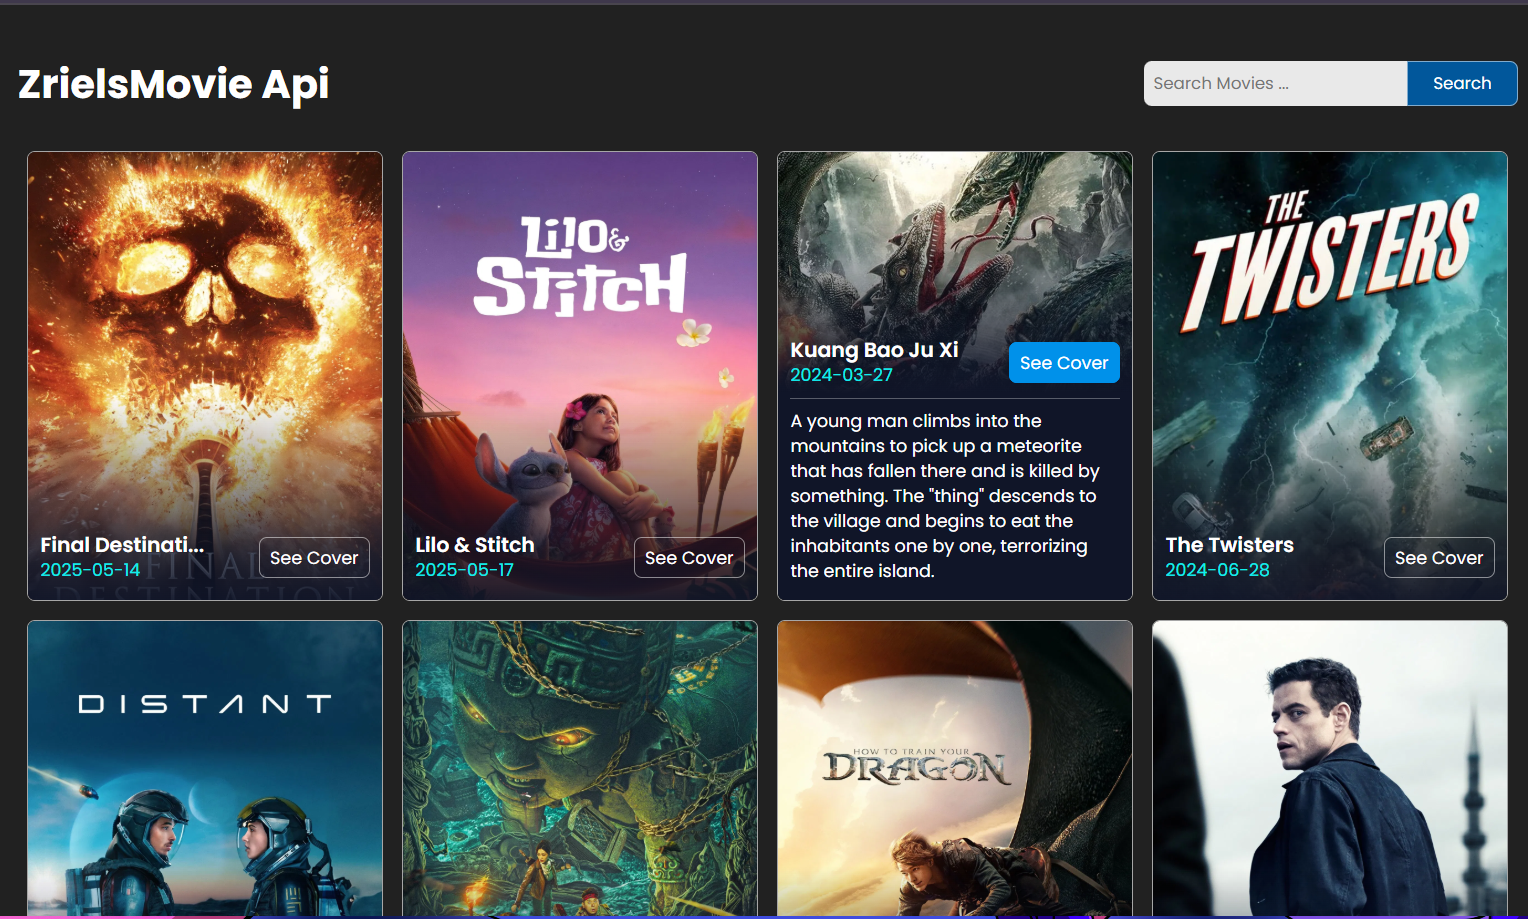 ZrielsMovie Api
Search Movies ...
Search
Final Destinati...
2025-05-14
See Cover
FINAL
DESTINATION
LiLO &
STiTCH
Lilo & Stitch
2025-05-17
See Cover
Kuang Bao Ju Xi
2024-03-27
See Cover
A young man climbs into the
mountains to pick up a meteorite
that has fallen there and is killed by
something. The "thing" descends to
the village and begins to eat the
inhabitants one by one, terrorizing
the entire island.
THE
TWISTERS
The Twisters
2024-06-28
See Cover
DISTANT
HOW TO TRAIN YOUR
DRAGON